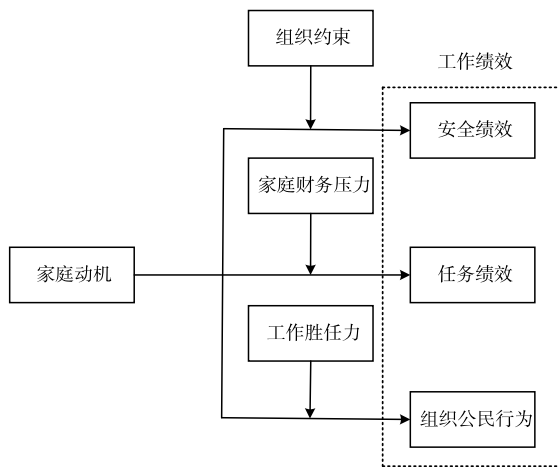 组织约束
工作绩效
安全绩效
家庭财务压力
家庭动机
任务绩效
工作胜任力
组织公民行为